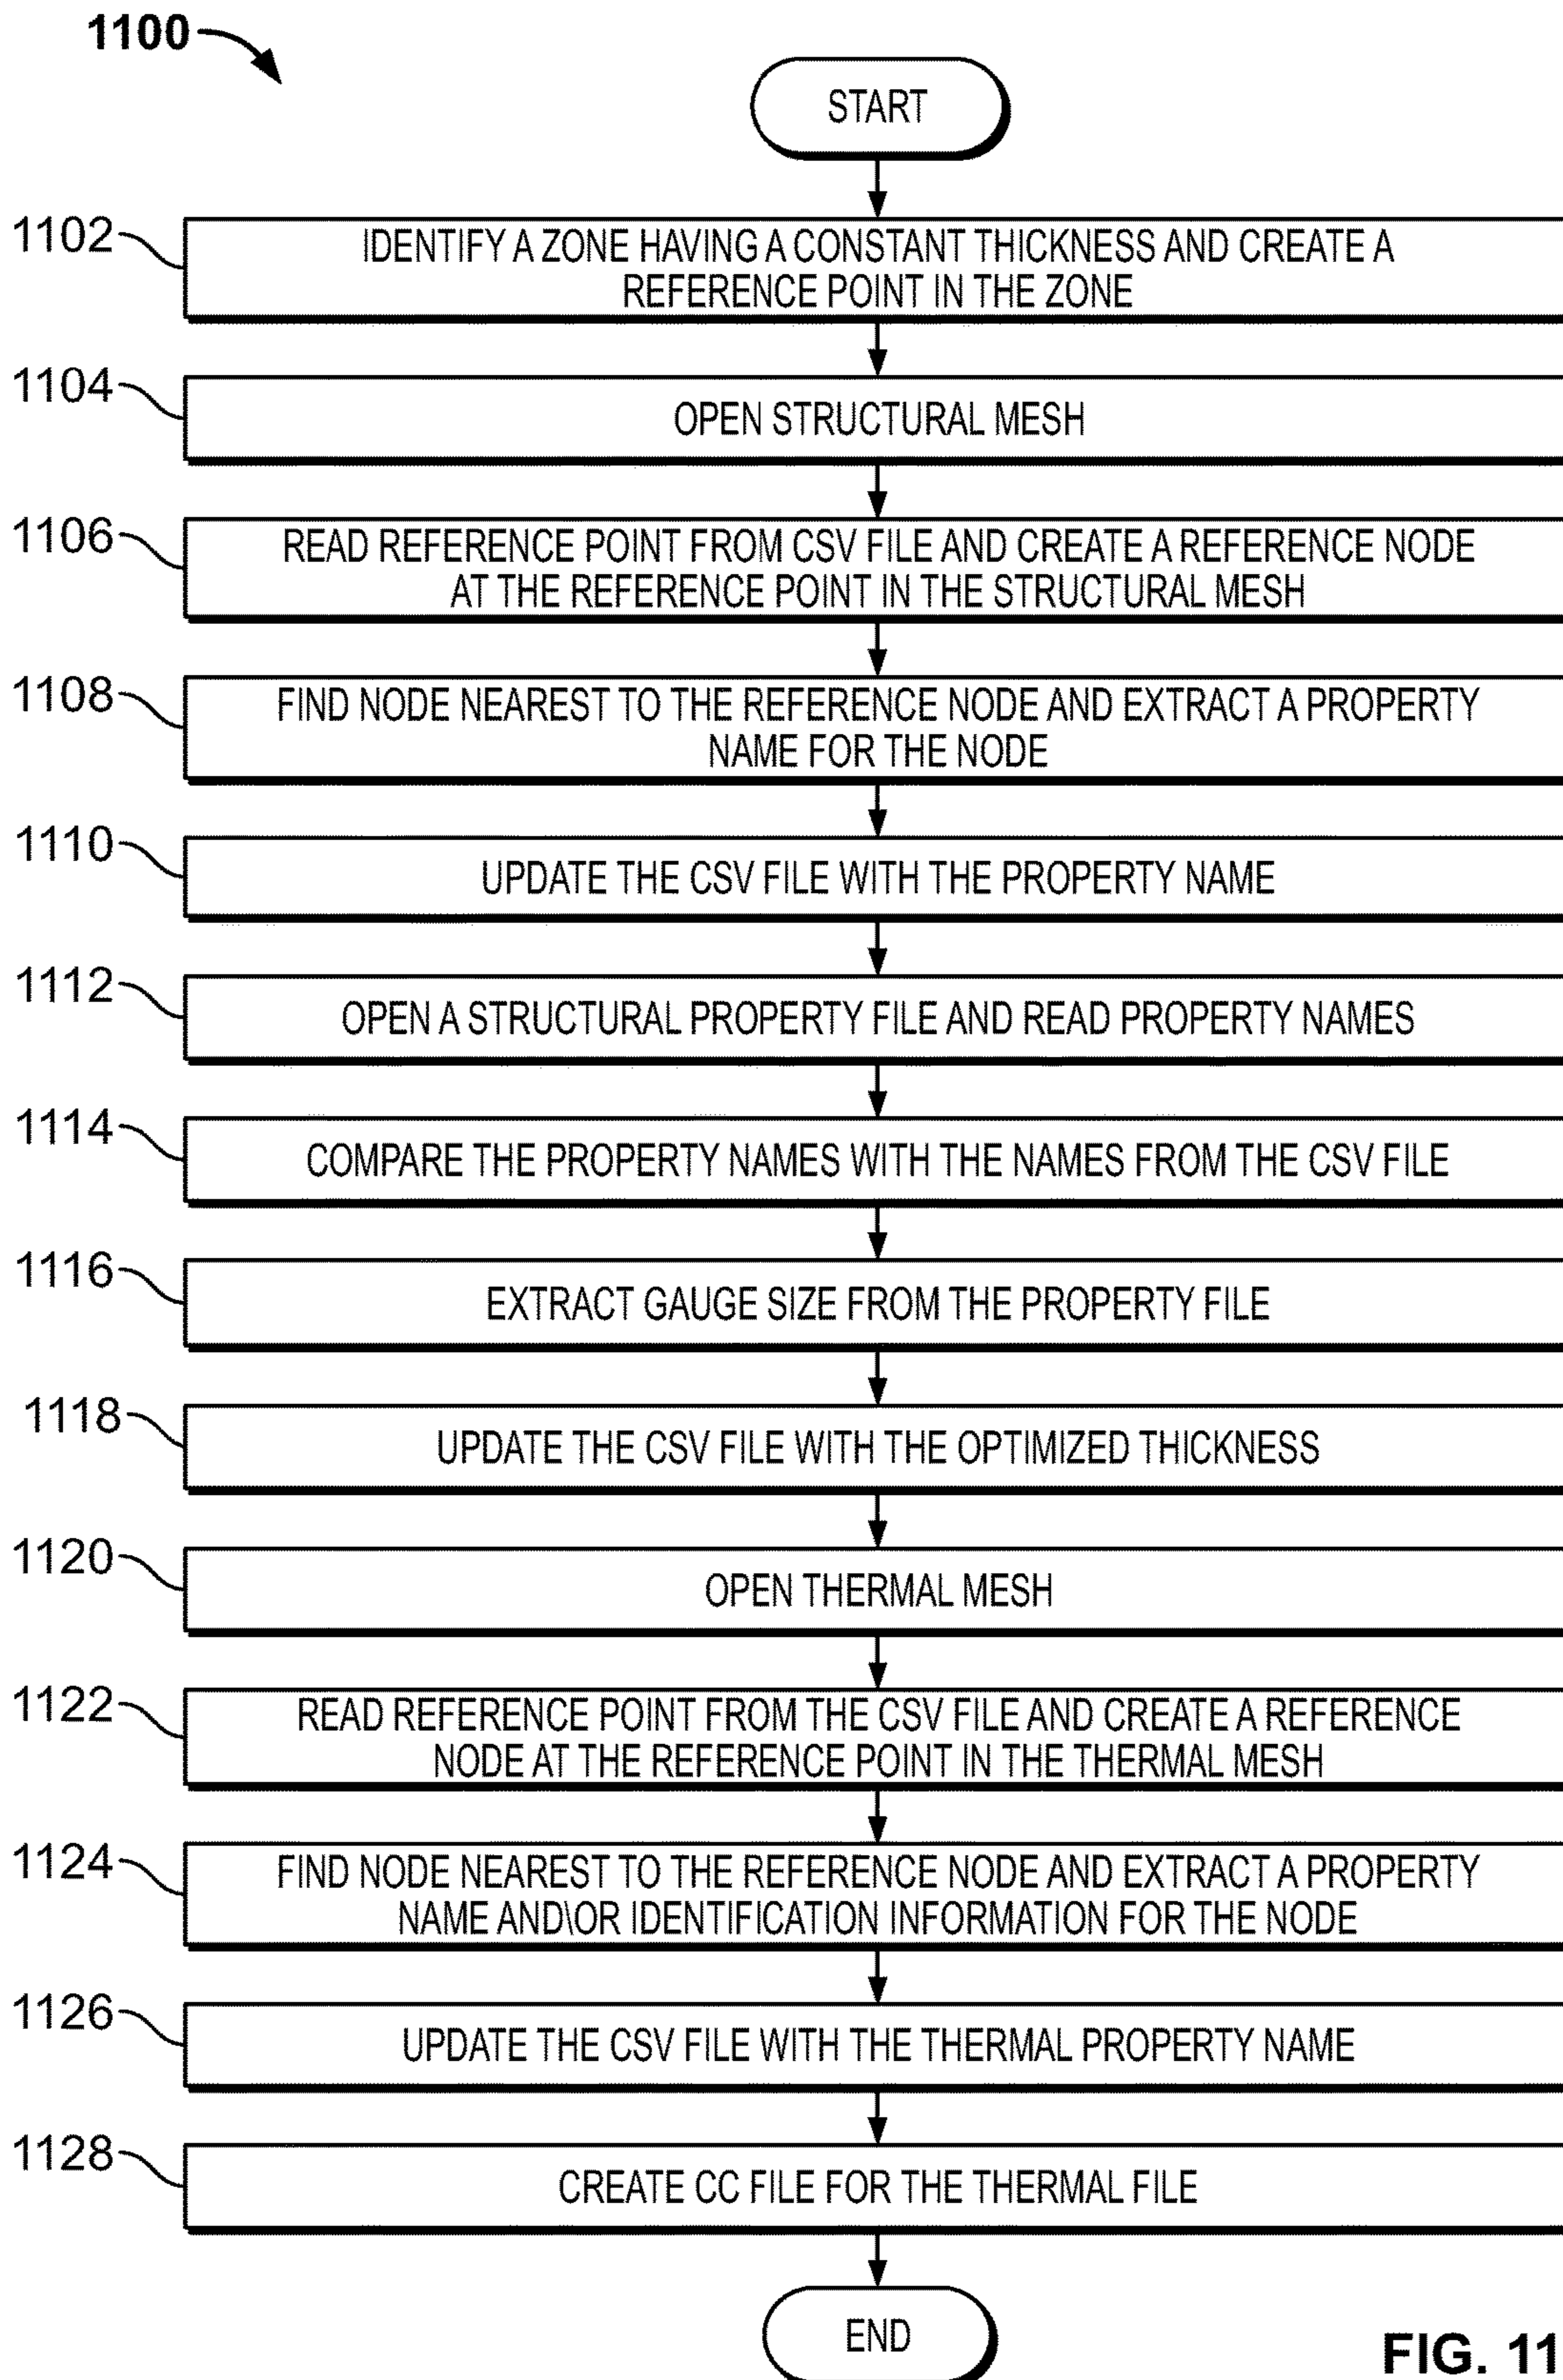 1100
START
1102
IDENTIFY A ZONE HAVING A CONSTANT THICKNESS AND CREATE A
REFERENCE POINT IN THE ZONE
1104
OPEN STRUCTURAL MESH
1106
READ REFERENCE POINT FROM CSV FILE AND CREATE A REFERENCE NODE
AT THE REFERENCE POINT IN THE STRUCTURAL MESH
1108
FIND NODE NEAREST TO THE REFERENCE NODE AND EXTRACT A PROPERTY
NAME FOR THE NODE
1110
UPDATE THE CSV FILE WITH THE PROPERTY NAME
1112
OPEN A STRUCTURAL PROPERTY FILE AND READ PROPERTY NAMES
1114
COMPARE THE PROPERTY NAMES WITH THE NAMES FROM THE CSV FILE
1116
EXTRACT GAUGE SIZE FROM THE PROPERTY FILE
1118
UPDATE THE CSV FILE WITH THE OPTIMIZED THICKNESS
1120
OPEN THERMAL MESH
1122
READ REFERENCE POINT FROM THE CSV FILE AND CREATE A REFERENCE
NODE AT THE REFERENCE POINT IN THE THERMAL MESH
1124
FIND NODE NEAREST TO THE REFERENCE NODE AND EXTRACT A PROPERTY
NAME AND\OR IDENTIFICATION INFORMATION FOR THE NODE
1126
UPDATE THE CSV FILE WITH THE THERMAL PROPERTY NAME
1128
CREATE CC FILE FOR THE THERMAL FILE
END
FIG. 11